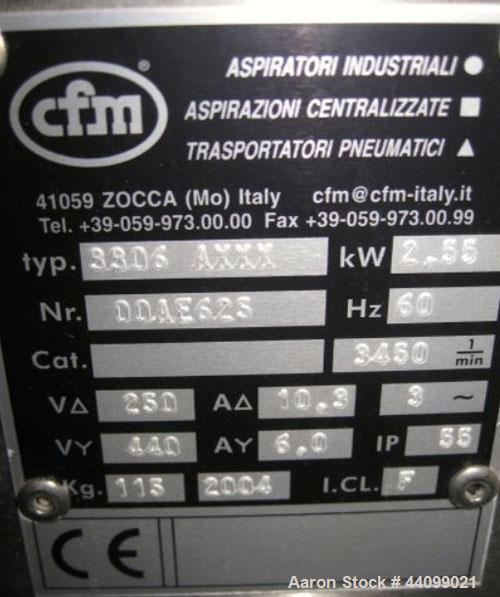 cfm ®
ASPIRATORI INDUSTRIALI ●
ASPIRAZIONI CENTRALIZZATE ■
TRASPORTATORI PNEUMATICI ▲
41059 ZOCCA (Mo) Italy cfm@cfm-italy.it
Tel. +39-059-973.00.00 Fax +39-059-973.00.99
typ. 3306 AXXX kW 2.55
Nr. 00AE625 Hz 60
Cat. 3450 1/min
V∆ 250 A∆ 10.3 3 ~
VY 440 AY 6.0 IP 55
Kg. 115 2004 I.CL. F
CE
Aaron Stock # 44099021